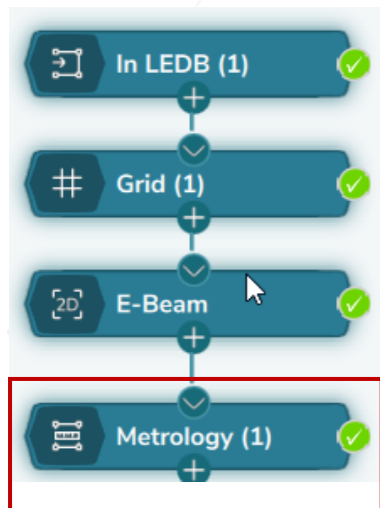 In LEDB (1)
Grid (1)
2D E-Beam
Metrology (1)